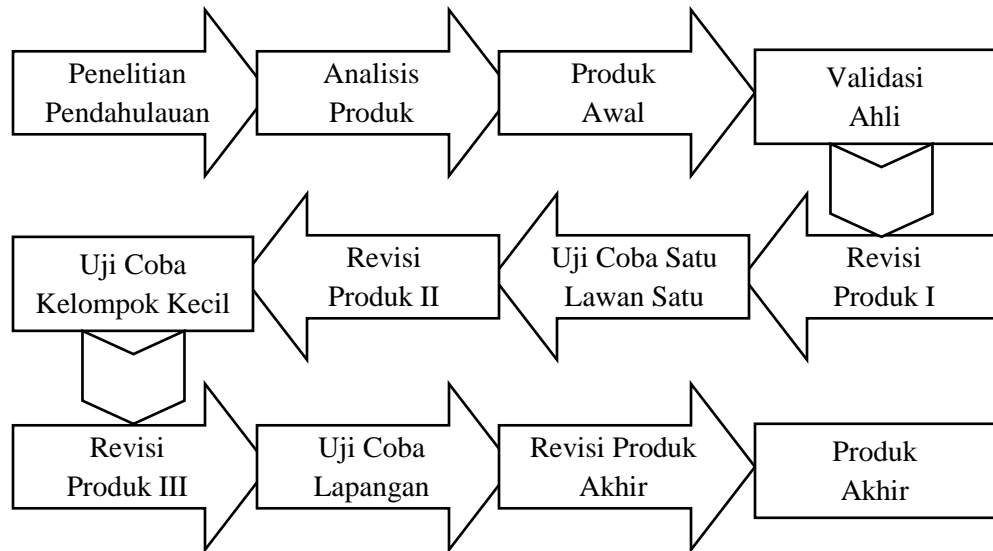 Penelitian
Pendahulauan
Analisis
Produk
Produk
Awal
Validasi
Ahli
Revisi
Produk I
Uji Coba Satu
Lawan Satu
Revisi
Produk II
Uji Coba
Kelompok Kecil
Revisi
Produk III
Uji Coba
Lapangan
Revisi Produk
Akhir
Produk
Akhir